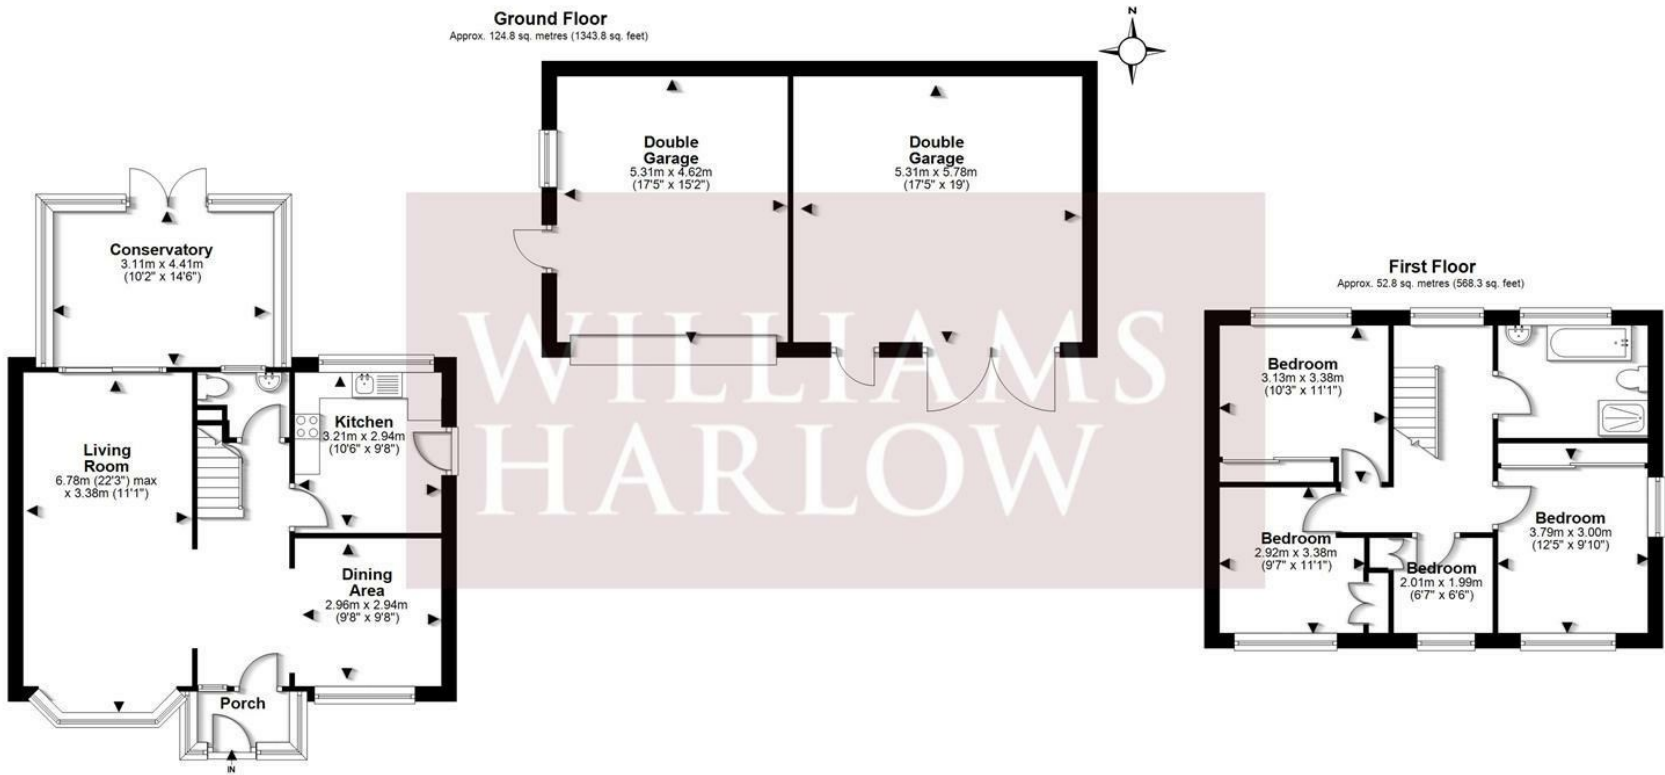 Ground Floor
Approx. 124.8 sq. metres (1343.8 sq. feet)
N
Double
Garage
5.31m x 4.62m
(17'5" x 15'2")
Double
Garage
5.31m x 5.78m
(17'5" x 19')
Conservatory
3.11m x 4.41m
(10'2" x 14'6")
Living
Room
6.78m (22'3") max
x 3.38m (11'1")
Kitchen
3.21m x 2.94m
(10'6" x 9'8")
Dining
Area
2.96m x 2.94m
(9'8" x 9'8")
Porch
IN
WILLIAMS
HARLOW
First Floor
Approx. 52.8 sq. metres (568.3 sq. feet)
Bedroom
3.13m x 3.38m
(10'3" x 11'1")
Bedroom
2.92m x 3.38m
(9'7" x 11'1")
Bedroom
2.01m x 1.99m
(6'7" x 6'6")
Bedroom
3.79m x 3.00m
(12'5" x 9'10")